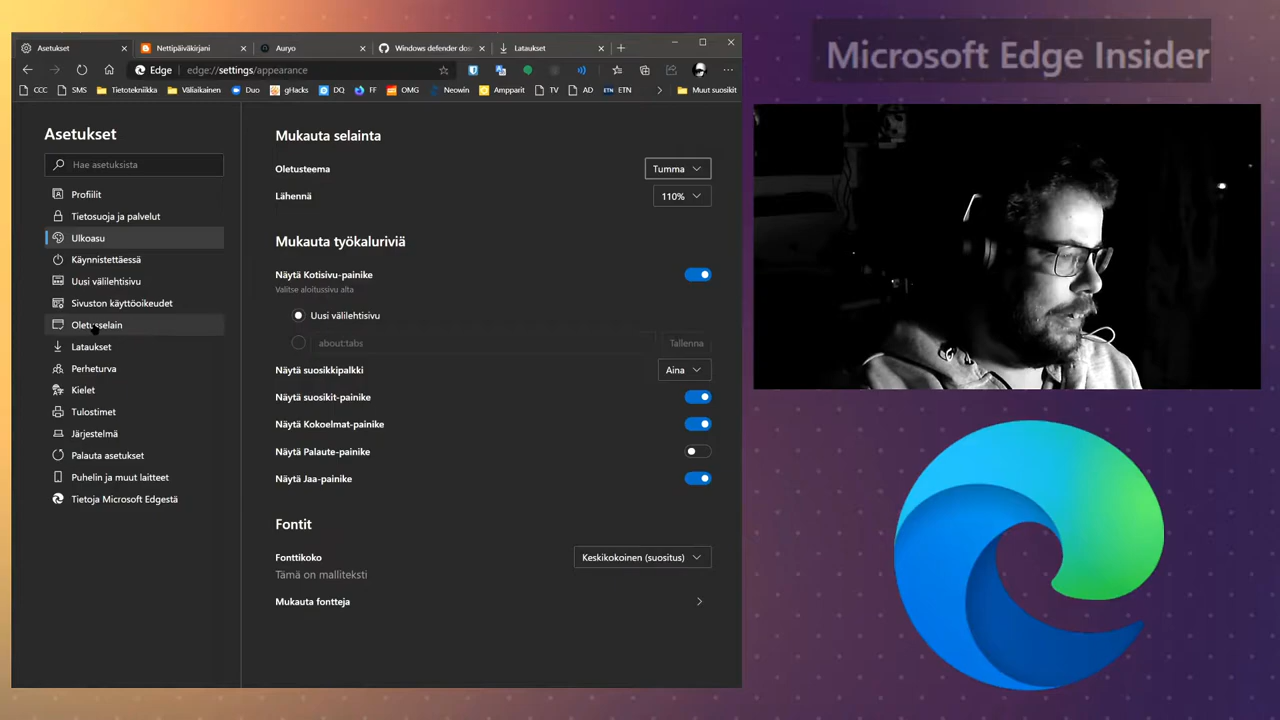 Microsoft Edge Insider
Asetukset
Nettipäiväkirjani
Auryo
Windows defender do
Lataukset
Edge
edge://settings/appearance
CCC SMS Tietotekniikka Väliaikainen Duo gHacks DQ FF OMG Neowin Ampparit TV AD ETN ETN Muut suosikit
Asetukset
Hae asetuksista
Profiilit
Tietosuoja ja palvelut
Ulkoasu
Käynnistettäessä
Uusi välilehtisivu
Sivuston käyttöoikeudet
Oletusselain
Lataukset
Perheturva
Kielet
Tulostimet
Järjestelmä
Palauta asetukset
Puhelin ja muut laitteet
Tietoja Microsoft Edgestä
Mukauta selainta
Oletusteema Tumma
Lähennä 110%
Mukauta työkaluriviä
Näytä Kotisivu-painike
Valitse aloitussivu alta
Uusi välilehtisivu
about:tabs Tallenna
Näytä suosikkipalkki Aina
Näytä suosikit-painike
Näytä Kokoelmat-painike
Näytä Palaute-painike
Näytä Jaa-painike
Fontit
Fonttikoko Keskikokoinen (suositus)
Tämä on malliteksti
Mukauta fontteja